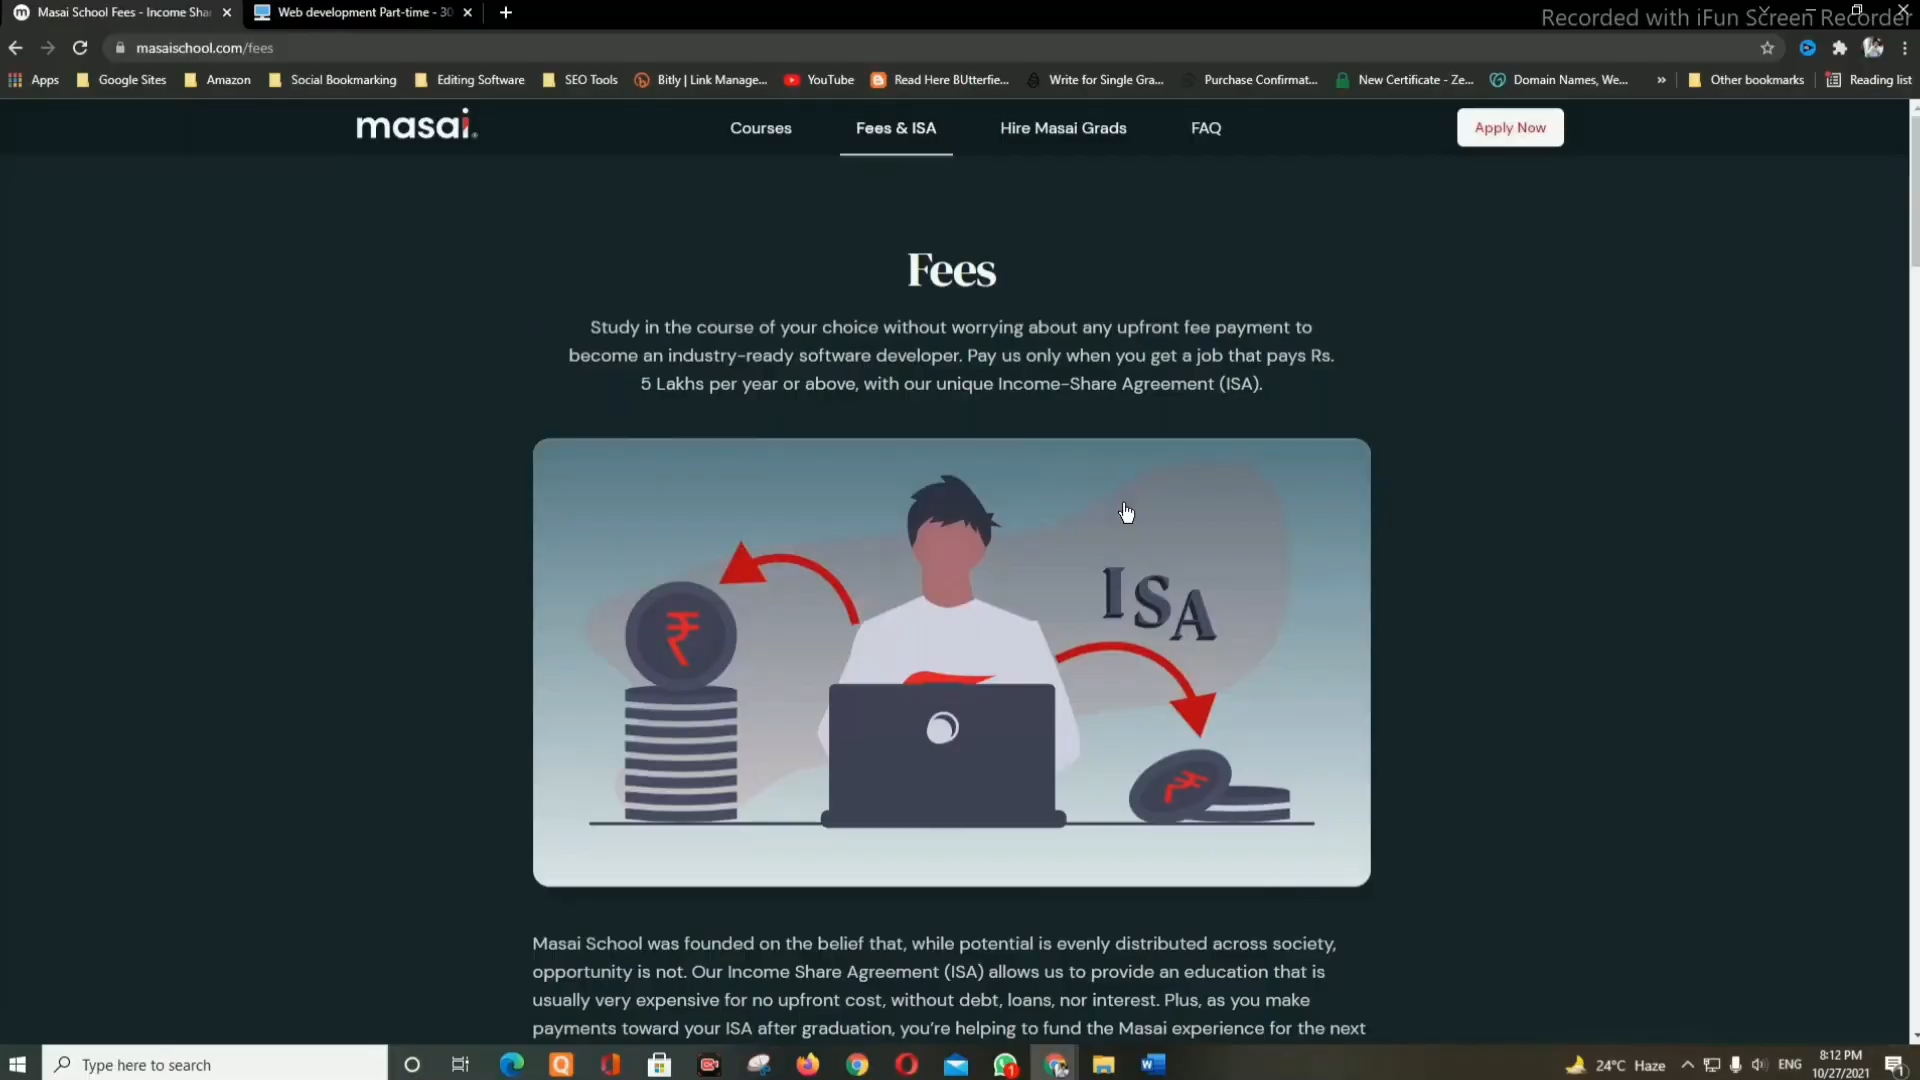 Masai School Fees - Income Sha
Web development Part-time - 30
Recorded with iFun Screen Recorder
masaischool.com/fees
Apps
Google Sites
Amazon
Social Bookmarking
Editing Software
SEO Tools
Bitly | Link Manage...
YouTube
Read Here BUtterfie...
Write for Single Gra...
Purchase Confirmat...
New Certificate - Ze...
Domain Names, We...
»
Other bookmarks
Reading list
masai.
Courses
Fees & ISA
Hire Masai Grads
FAQ
Apply Now
Fees
Study in the course of your choice without worrying about any upfront fee payment to
become an industry-ready software developer. Pay us only when you get a job that pays Rs.
5 Lakhs per year or above, with our unique Income-Share Agreement (ISA).
ISA
₹
₹
Masai School was founded on the belief that, while potential is evenly distributed across society,
opportunity is not. Our Income Share Agreement (ISA) allows us to provide an education that is
usually very expensive for no upfront cost, without debt, loans, nor interest. Plus, as you make
payments toward your ISA after graduation, you're helping to fund the Masai experience for the next
Type here to search
24°C Haze
ENG
8:12 PM
10/27/2021